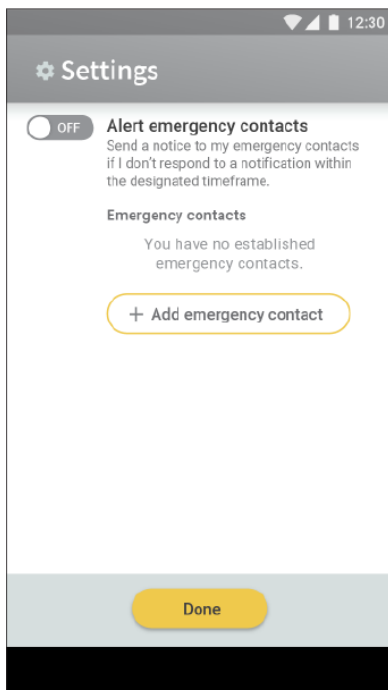 12:30
Settings
OFF
Alert emergency contacts
Send a notice to my emergency contacts
if I don't respond to a notification within
the designated timeframe.
Emergency contacts
You have no established
emergency contacts.
+ Add emergency contact
Done